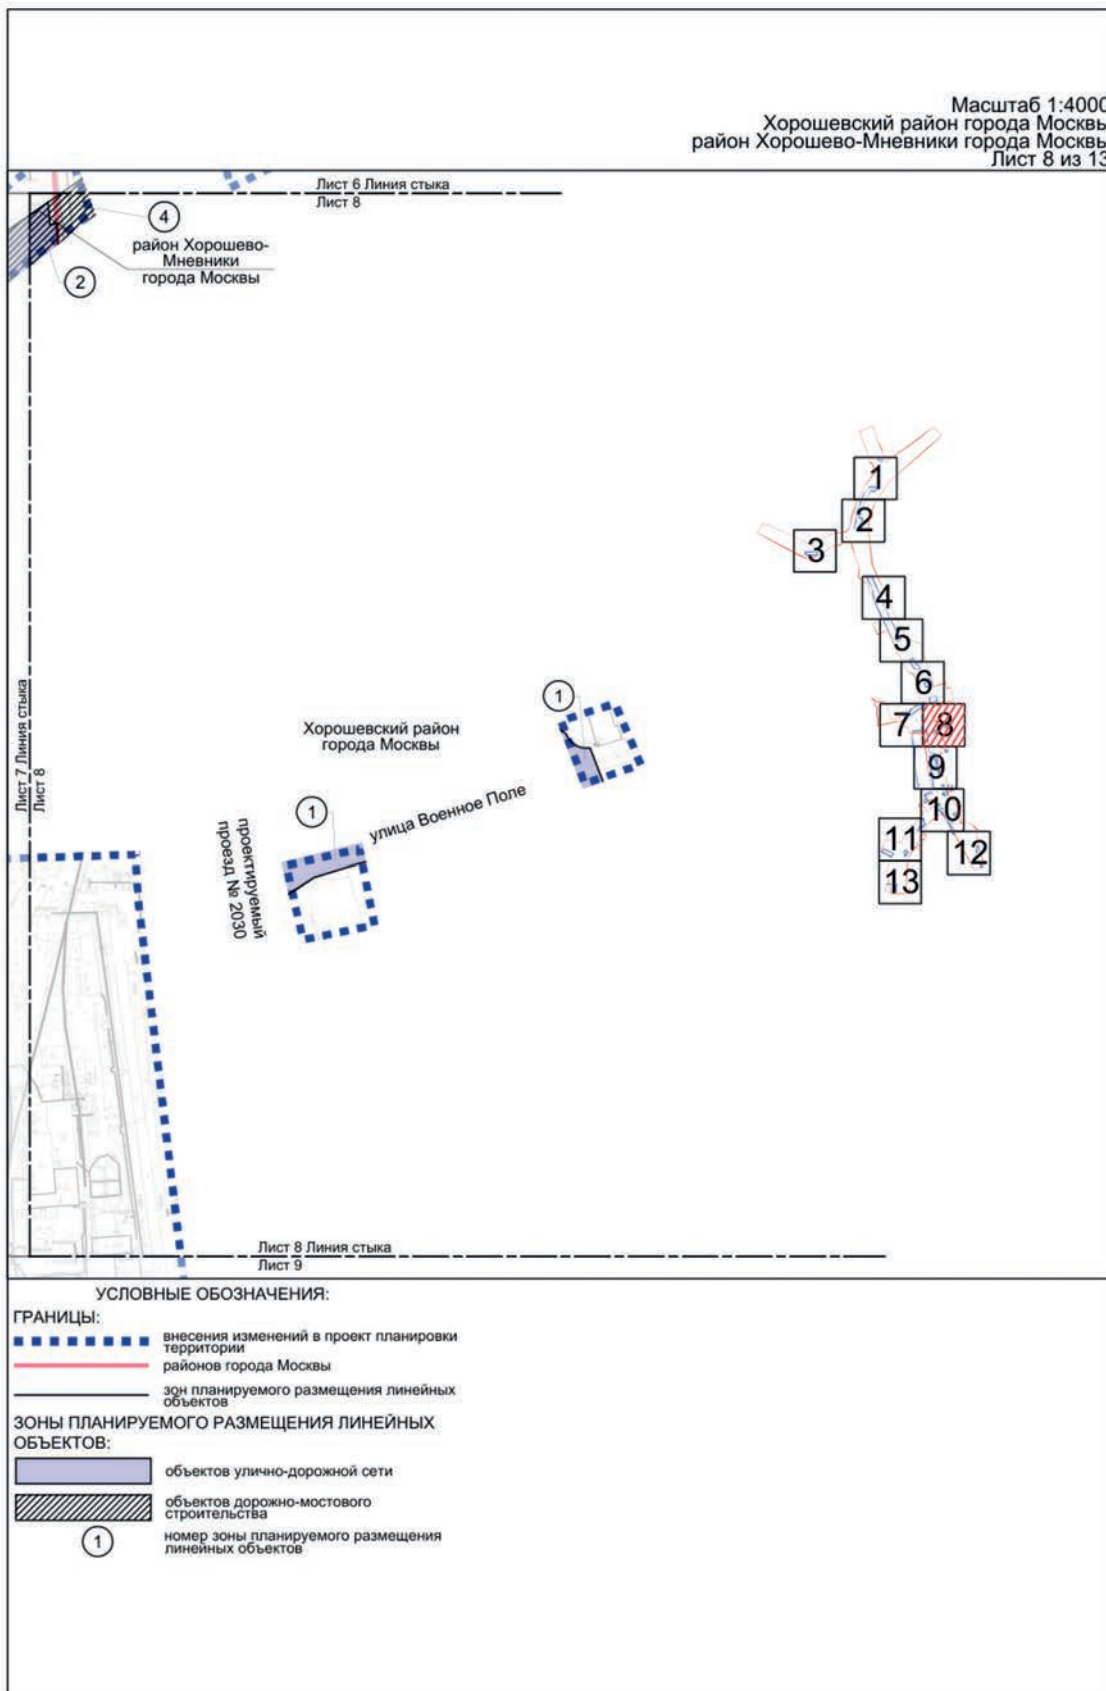 Масштаб 1:4000
Хорошевский район города Москвы
район Хорошево-Мневники города Москвы
Лист 8 из 13
Лист 6 Линия стыка
Лист 8
4
район Хорошево-
Мневники
города Москвы
2
1
2
3
4
5
6
7
8
9
10
11
12
13
Лист 7 Линия стыка
Лист 8
1
Хорошевский район
города Москвы
1
улица Военное Поле
проектируемый
проезд № 2030
Лист 8 Линия стыка
Лист 9
УСЛОВНЫЕ ОБОЗНАЧЕНИЯ:
ГРАНИЦЫ:
внесения изменений в проект планировки
территории
районов города Москвы
зон планируемого размещения линейных
объектов
ЗОНЫ ПЛАНИРУЕМОГО РАЗМЕЩЕНИЯ ЛИНЕЙНЫХ
ОБЪЕКТОВ:
объектов улично-дорожной сети
объектов дорожно-мостового
строительства
1
номер зоны планируемого размещения
линейных объектов